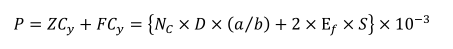 P = ZC_y + FC_y = {N_C × D × (a/b) + 2 × E_f × S} × 10^{-3}